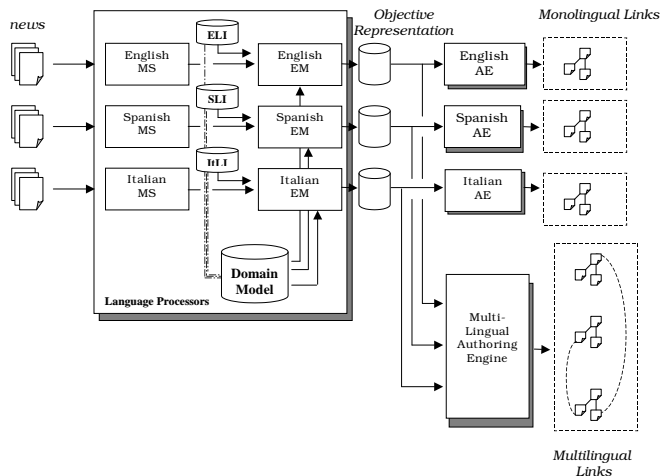 news
ELI
Objective
Representation
Monolingual Links
English
MS
English
EM
English
AE
SLI
Spanish
MS
Spanish
EM
Spanish
AE
ItLI
Italian
MS
Italian
EM
Italian
AE
Domain
Model
Language Processors
Multi-
Lingual
Authoring
Engine
Multilingual
Links